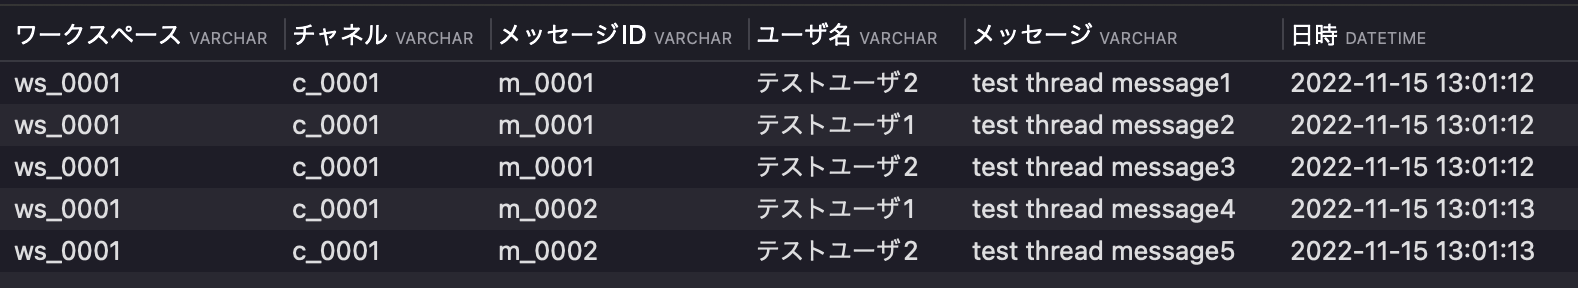 ワークスペース VARCHAR チャネル VARCHAR メッセージID VARCHAR ユーザ名 VARCHAR メッセージ VARCHAR 日時 DATETIME
ws_0001 c_0001 m_0001 テストユーザ2 test thread message1 2022-11-15 13:01:12
ws_0001 c_0001 m_0001 テストユーザ1 test thread message2 2022-11-15 13:01:12
ws_0001 c_0001 m_0001 テストユーザ2 test thread message3 2022-11-15 13:01:12
ws_0001 c_0001 m_0002 テストユーザ1 test thread message4 2022-11-15 13:01:13
ws_0001 c_0001 m_0002 テストユーザ2 test thread message5 2022-11-15 13:01:13